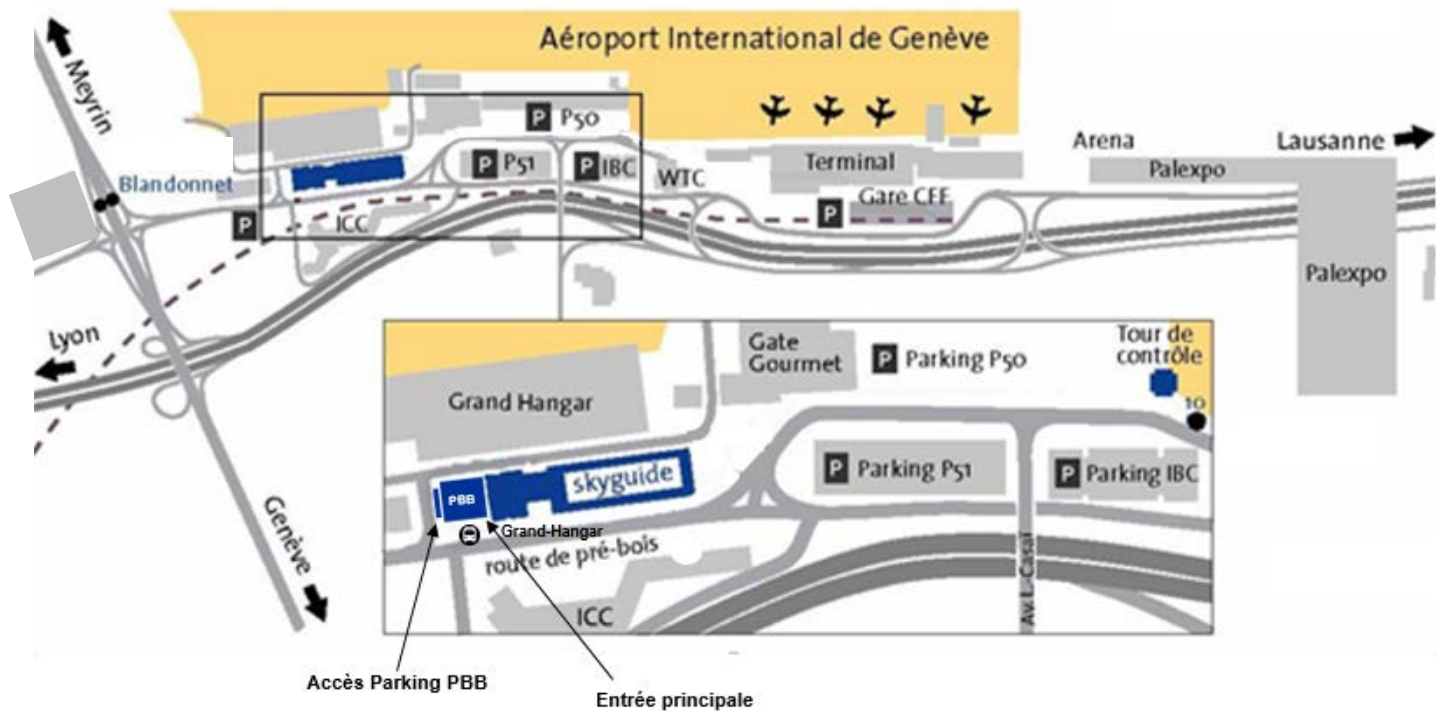 Aéroport International de Genève
Meyrin
P P50
P P51
P IBC
WTC
Terminal
Arena
Lausanne
Palexpo
Blandonnet
P
ICC
P
Gare CFF
Palexpo
Lyon
Genève
Gate
Gourmet
P Parking P50
Tour de
contrôle
10
Grand Hangar
P Parking P51
P Parking IBC
skyguide
PBB
Grand-Hangar
route de pré-bois
ICC
Av. L.-Casaï
Accès Parking PBB
Entrée principale